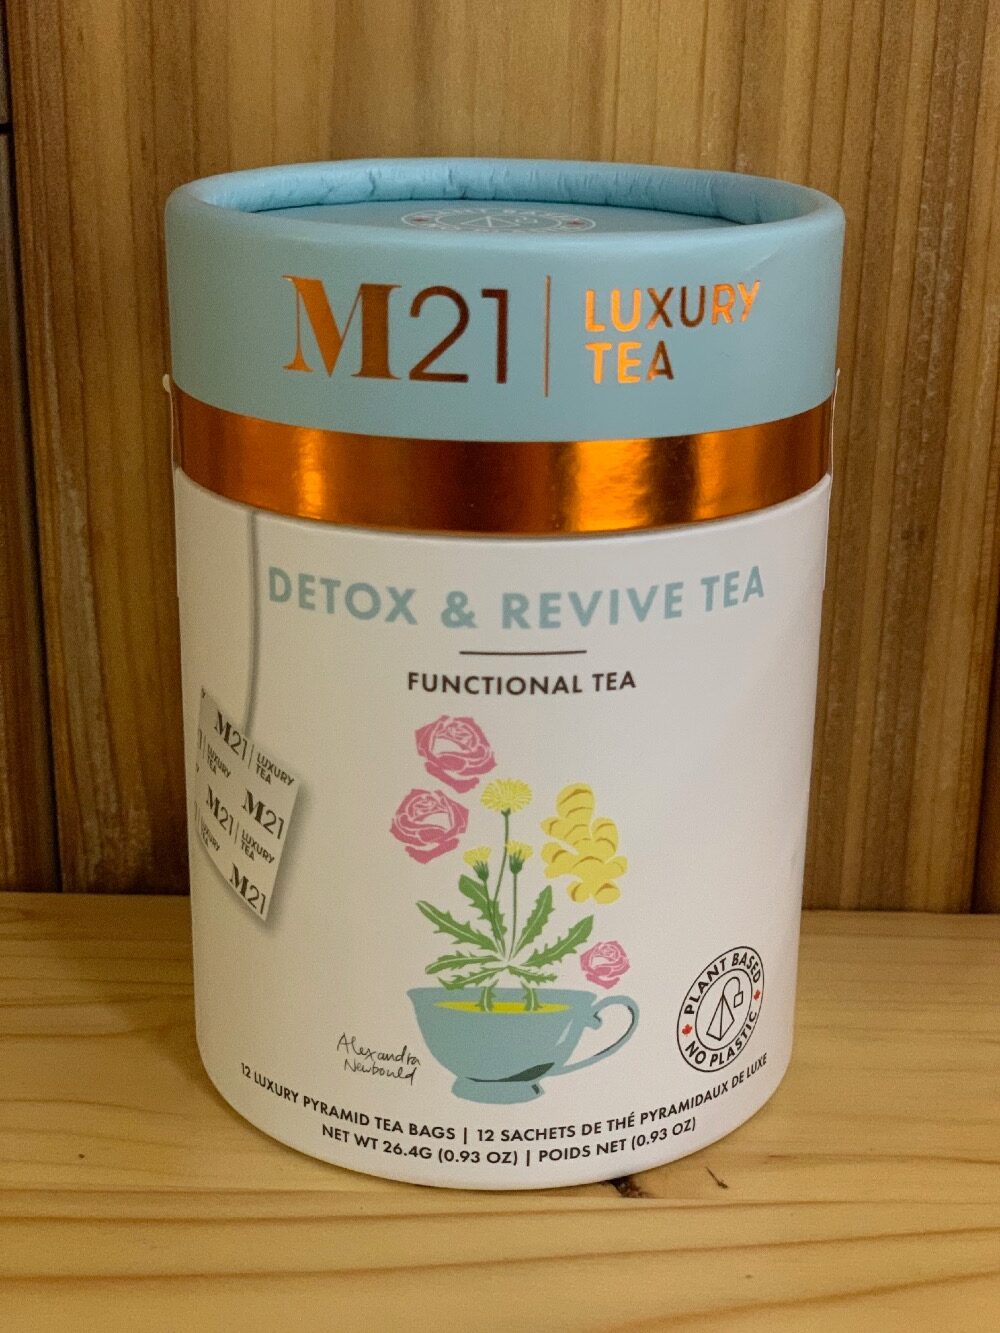 M21 | LUXURY
TEA
DETOX & REVIVE TEA
FUNCTIONAL TEA
M21 | LUXURY
TEA
LUXURY
TEA
M21
M21 | LUXURY
TEA
M21
Alexandra
Newbould
PLANT BASED
NO PLASTIC
12 LUXURY PYRAMID TEA BAGS | 12 SACHETS DE THÉ PYRAMIDAUX DE LUXE
NET WT 26.4G (0.93 OZ) | POIDS NET (0.93 OZ)